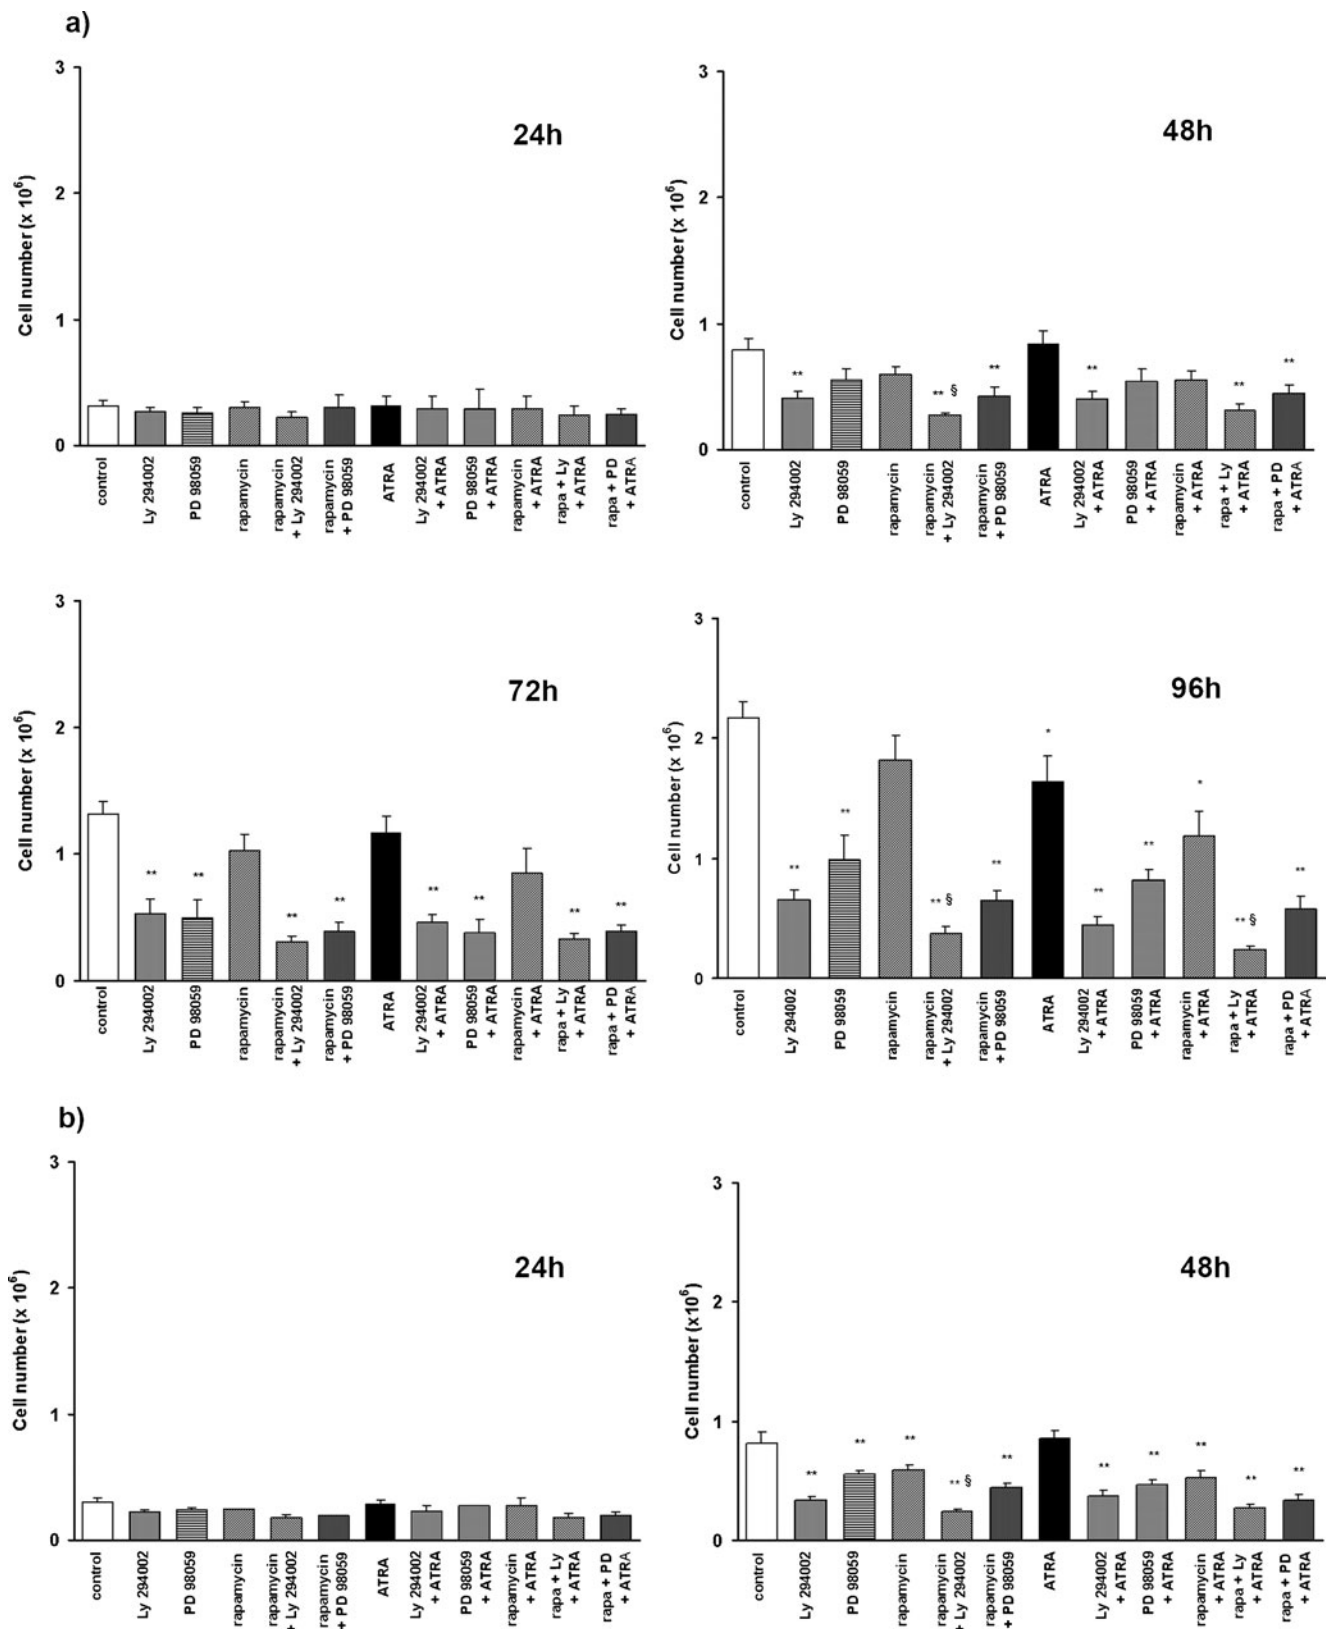 a)
24h
Cell number (x 10⁶)
3
2
1
0
control
Ly 294002
PD 98059
rapamycin
rapamycin
+ Ly 294002
rapamycin
+ PD 98059
ATRA
Ly 294002
+ ATRA
PD 98059
+ ATRA
rapamycin
+ ATRA
rapa + Ly
+ ATRA
rapa + PD
+ ATRA
48h
Cell number (x 10⁶)
3
2
1
0
**
** §
**
**
**
**
control
Ly 294002
PD 98059
rapamycin
rapamycin
+ Ly 294002
rapamycin
+ PD 98059
ATRA
Ly 294002
+ ATRA
PD 98059
+ ATRA
rapamycin
+ ATRA
rapa + Ly
+ ATRA
rapa + PD
+ ATRA
72h
Cell number (x 10⁶)
3
2
1
0
**
**
**
**
**
**
**
**
control
Ly 294002
PD 98059
rapamycin
rapamycin
+ Ly 294002
rapamycin
+ PD 98059
ATRA
Ly 294002
+ ATRA
PD 98059
+ ATRA
rapamycin
+ ATRA
rapa + Ly
+ ATRA
rapa + PD
+ ATRA
96h
Cell number (x 10⁶)
3
2
1
0
**
**
** §
**
*
**
**
*
** §
**
control
Ly 294002
PD 98059
rapamycin
rapamycin
+ Ly 294002
rapamycin
+ PD 98059
ATRA
Ly 294002
+ ATRA
PD 98059
+ ATRA
rapamycin
+ ATRA
rapa + Ly
+ ATRA
rapa + PD
+ ATRA
b)
24h
Cell number (x 10⁶)
3
2
1
0
control
Ly 294002
PD 98059
rapamycin
rapamycin
+ Ly 294002
rapamycin
+ PD 98059
ATRA
Ly 294002
+ ATRA
PD 98059
+ ATRA
rapamycin
+ ATRA
rapa + Ly
+ ATRA
rapa + PD
+ ATRA
48h
Cell number (x10⁶)
3
2
1
0
**
**
**
** §
**
**
**
**
**
**
control
Ly 294002
PD 98059
rapamycin
rapamycin
+ Ly 294002
rapamycin
+ PD 98059
ATRA
Ly 294002
+ ATRA
PD 98059
+ ATRA
rapamycin
+ ATRA
rapa + Ly
+ ATRA
rapa + PD
+ ATRA